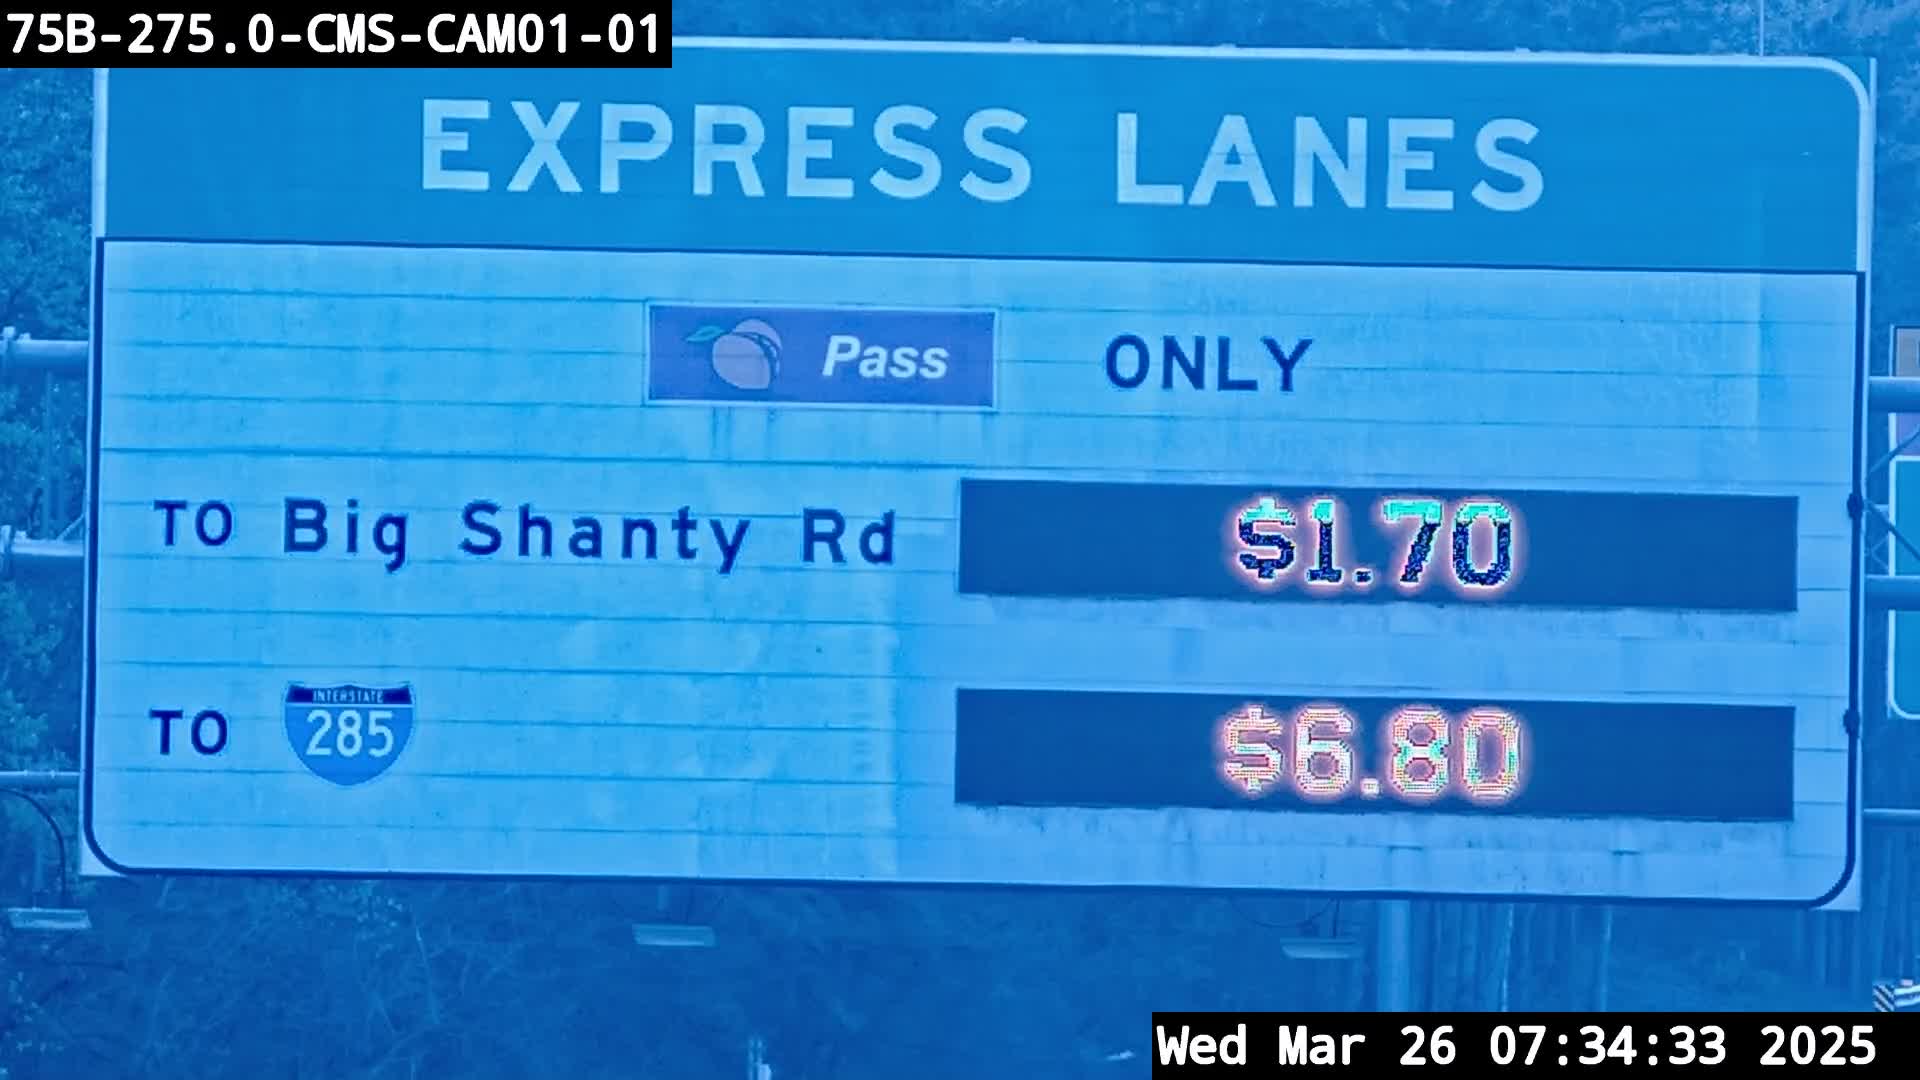 75B-275.0-CMS-CAM01-01
EXPRESS LANES
Pass ONLY
TO Big Shanty Rd $1.70
TO INTERSTATE 285 $6.80
Wed Mar 26 07:34:33 2025